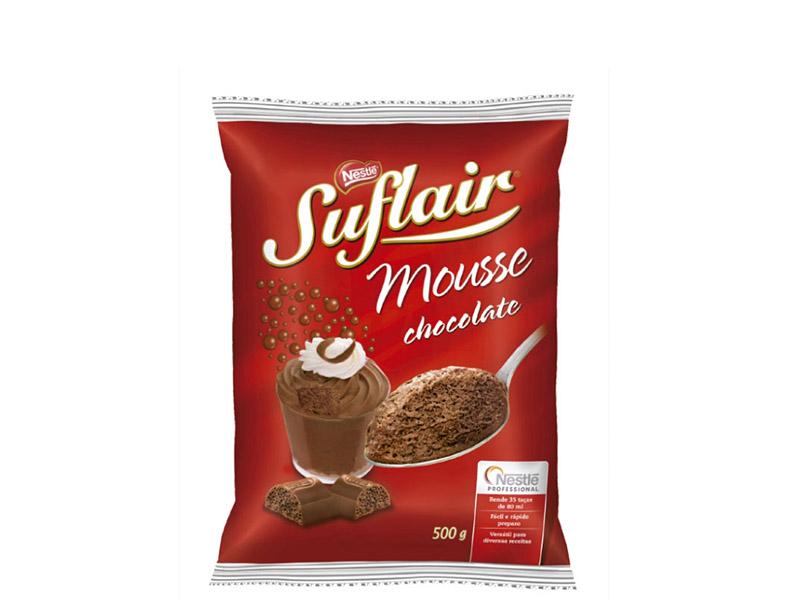 Nestlé
Suflair
Mousse
chocolate
Nestlé
PROFESSIONAL
Rende 35 taças
de 80 ml
Fácil e rápido
preparo
Versátil para
diversas receitas
500 g